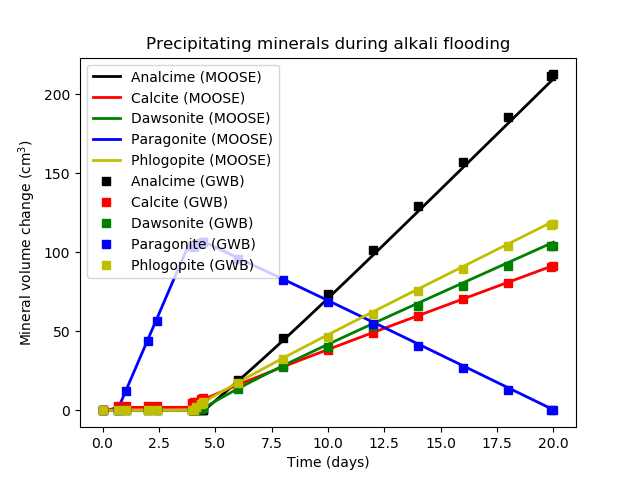 Precipitating minerals during alkali flooding
Analcime (MOOSE)
Calcite (MOOSE)
Dawsonite (MOOSE)
Paragonite (MOOSE)
Phlogopite (MOOSE)
Analcime (GWB)
Calcite (GWB)
Dawsonite (GWB)
Paragonite (GWB)
Phlogopite (GWB)
Mineral volume change (cm³)
200
150
100
50
0
0.0 2.5 5.0 7.5 10.0 12.5 15.0 17.5 20.0
Time (days)